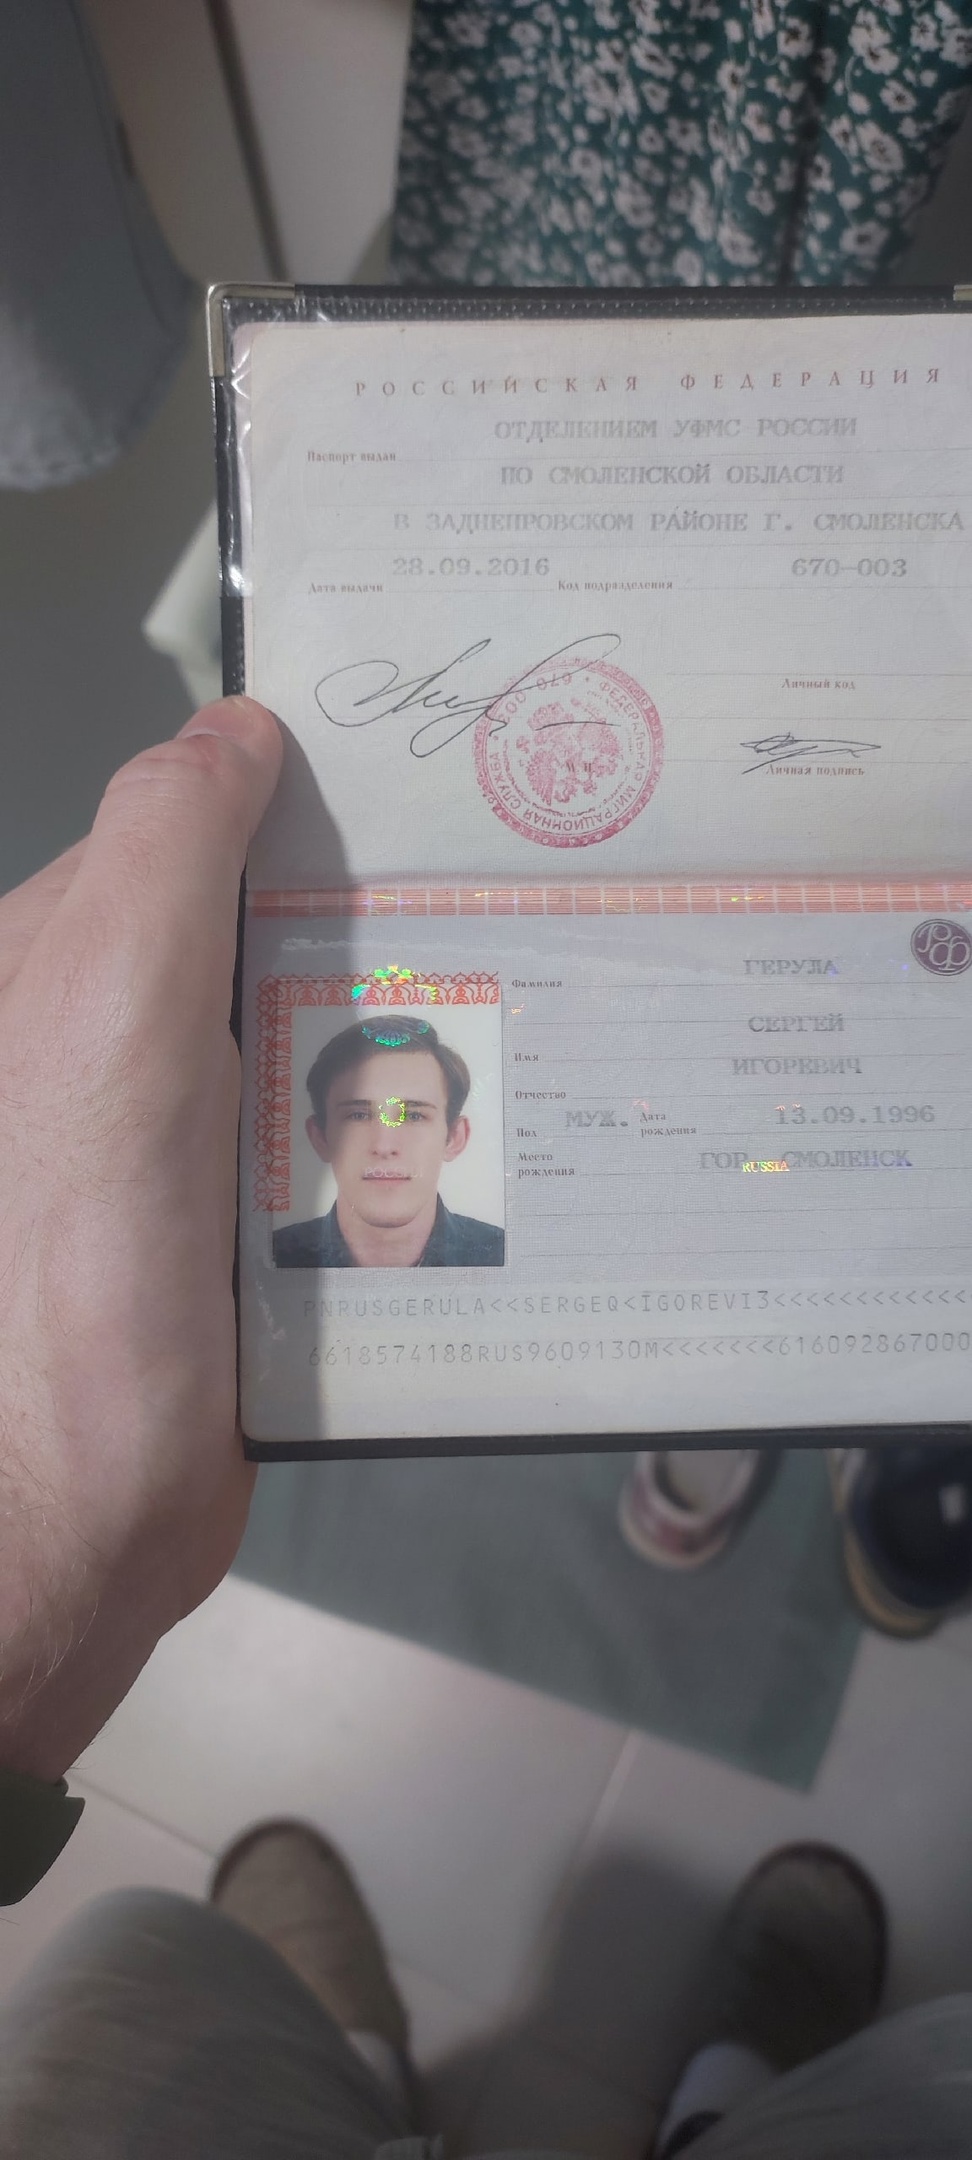 РОССИЙСКАЯ ФЕДЕРАЦИЯ
Паспорт выдан ОТДЕЛЕНИЕМ УФМС РОССИИ
ПО СМОЛЕНСКОЙ ОБЛАСТИ
В ЗАДНЕПРОВСКОМ РАЙОНЕ Г. СМОЛЕНСКА
Дата выдачи 28.09.2016 Код подразделения 670-003
Личный код
Личная подпись
ФЕДЕРАЛЬНАЯ МИГРАЦИОННАЯ СЛУЖБА
670-003
М.П.
РФ
Фамилия ГЕРУЛА
Имя СЕРГЕЙ
Отчество ИГОРЕВИЧ
Пол МУЖ. Дата рождения 13.09.1996
Место рождения ГОР. СМОЛЕНСК
RUSSIA
РОССИЯ
PNRUSGERULA<<SERGEQ<IGOREVI3<<<<<<<<<<<<
6618574188RUS9609130M<<<<<<<616092867000